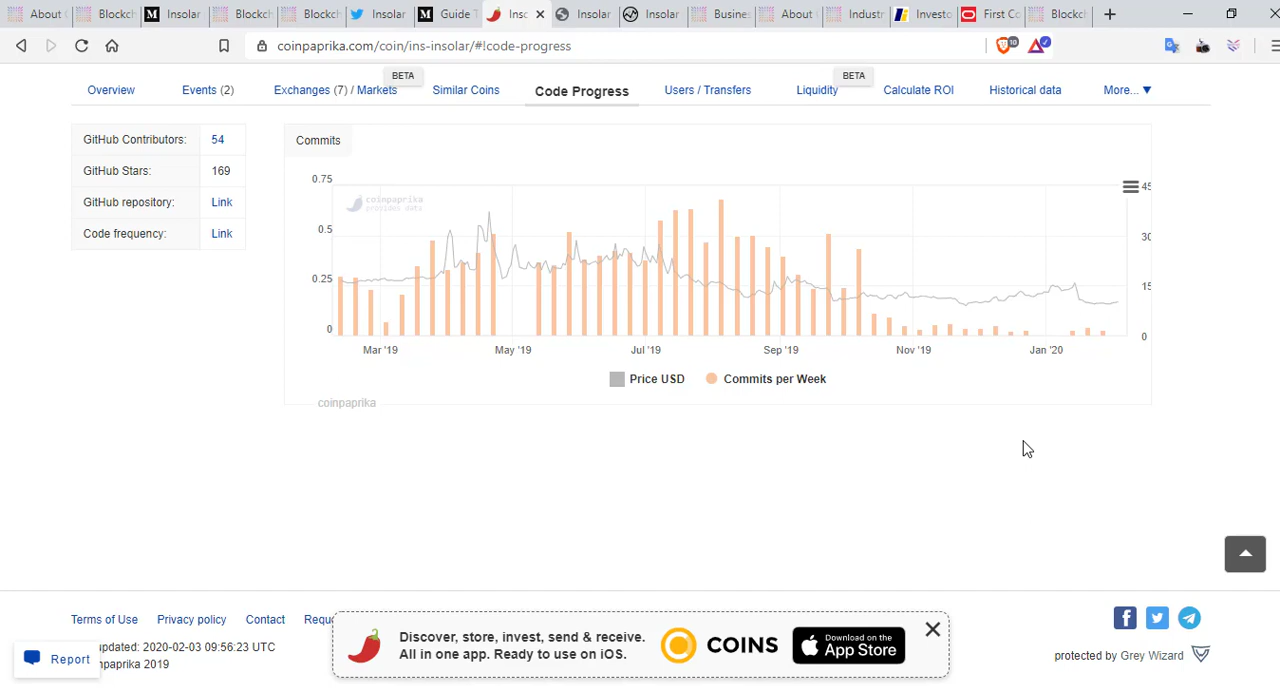 About
Blockch
Insolar
Blockch
Blockch
Insolar
Guide T
Insc
Insolar
Insolar
Busine
About
Industr
Investo
First Co
Blockch
coinpaprika.com/coin/ins-insolar/#!code-progress
10
BETA
BETA
Overview
Events (2)
Exchanges (7) / Markets
Similar Coins
Code Progress
Users / Transfers
Liquidity
Calculate ROI
Historical data
More... ▼
GitHub Contributors: 54
GitHub Stars: 169
GitHub repository: Link
Code frequency: Link
Commits
coinpaprika
provides data
0.75
0.5
0.25
0
45
30
15
0
Mar '19
May '19
Jul '19
Sep '19
Nov '19
Jan '20
Price USD
Commits per Week
coinpaprika
Terms of Use
Privacy policy
Contact
Requ
updated: 2020-02-03 09:56:23 UTC
paprika 2019
Report
Discover, store, invest, send & receive.
All in one app. Ready to use on iOS.
COINS
Download on the
App Store
protected by Grey Wizard